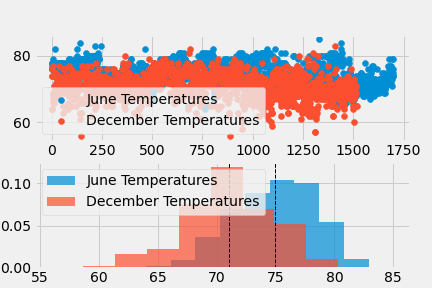 80
60
June Temperatures
December Temperatures
0 250 500 750 1000 1250 1500 1750
0.10
0.05
0.00
June Temperatures
December Temperatures
55 60 65 70 75 80 85